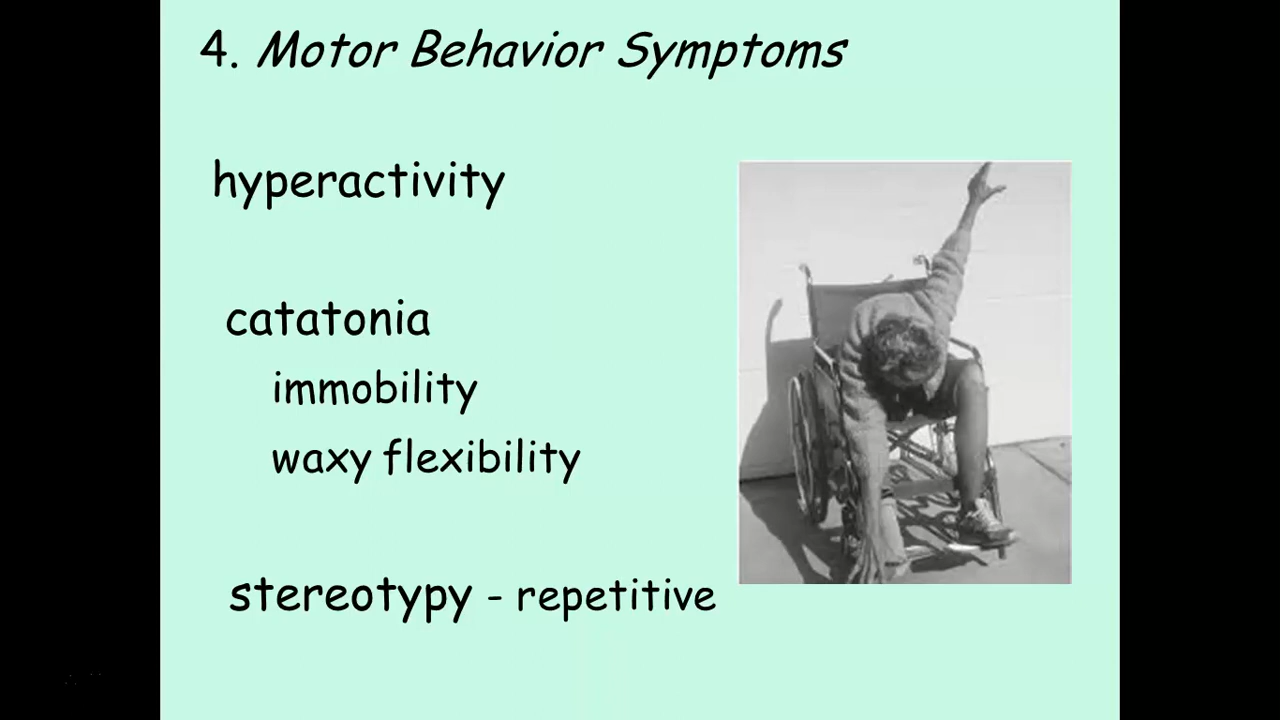 4. Motor Behavior Symptoms
hyperactivity
catatonia
immobility
waxy flexibility
stereotypy - repetitive